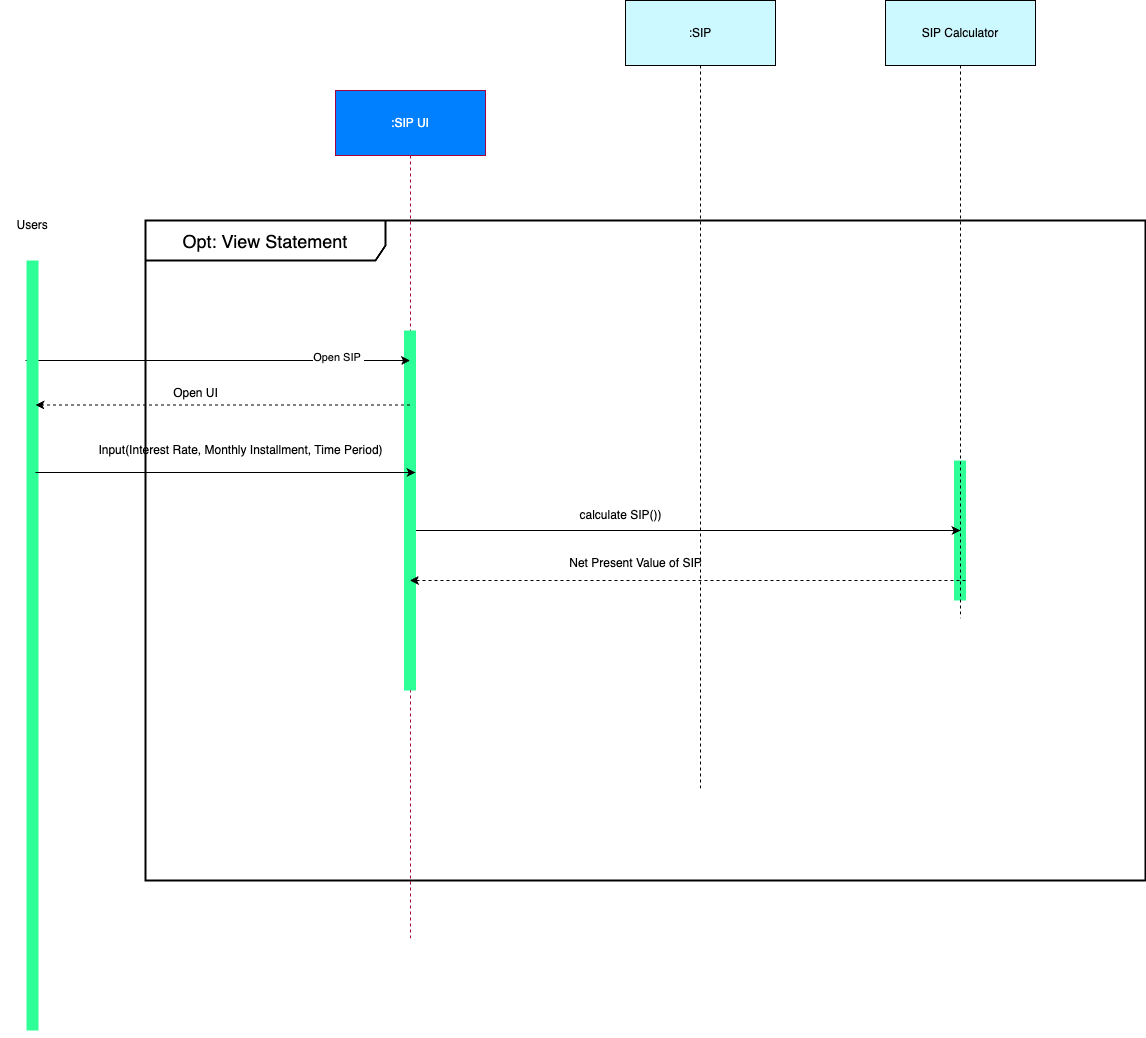 :SIP
SIP Calculator
:SIP UI
Users
Opt: View Statement
Open SIP
Open UI
Input(Interest Rate, Monthly Installment, Time Period)
calculate SIP())
Net Present Value of SIP